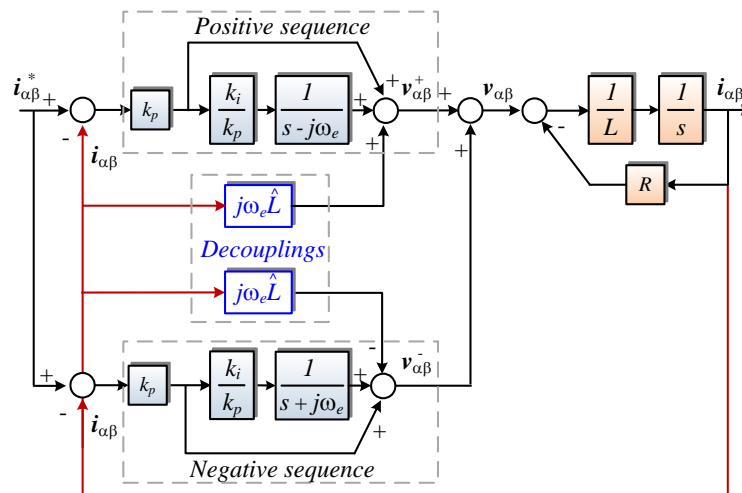 Positive sequence
i*αβ
+
-
kp
ki
kp
1
s - jωe
+
+
+
v+αβ
+
+
vαβ
-
1
L
1
s
iαβ
R
iαβ
jωeL̂
Decouplings
jωeL̂
+
-
kp
ki
kp
1
s + jωe
-
+
+
v-αβ
iαβ
Negative sequence